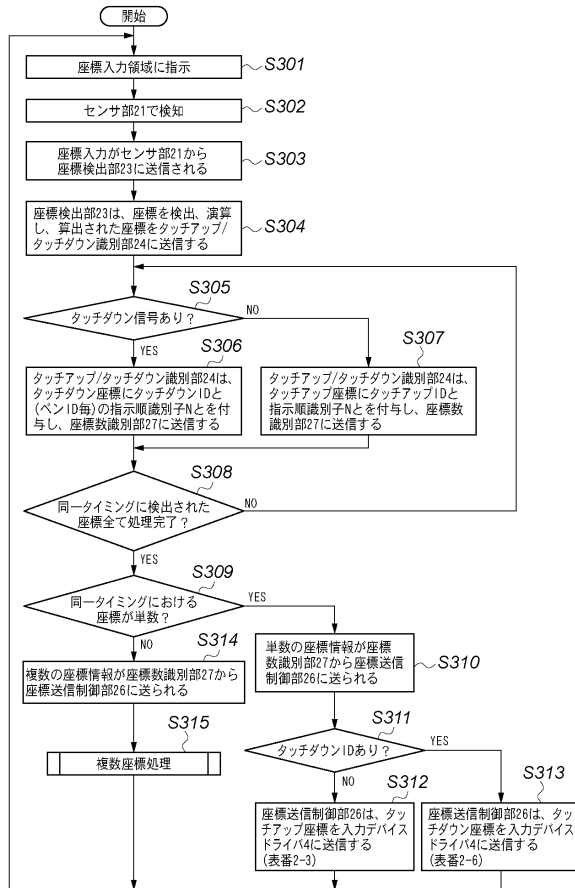 開始
座標入力領域に指示
S301
センサ部21で検知
S302
座標入力がセンサ部21から
座標検出部23に送信される
S303
座標検出部23は、座標を検出、演算
し、算出された座標をタッチアップ/
タッチダウン識別部24に送信する
S304
S305
タッチダウン信号あり?
NO
YES
S306
タッチアップ/タッチダウン識別部24は、
タッチダウン座標にタッチダウンIDと
(ペンID毎)の指示順識別子Nとを付
与し、座標数識別部27に送信する
S307
タッチアップ/タッチダウン識別部24は、
タッチアップ座標にタッチアップIDと
指示順識別子Nとを付与し、座標数
識別部27に送信する
S308
同一タイミングに検出された
座標全て処理完了?
NO
YES
S309
同一タイミングにおける
座標が単数?
YES
NO
S314
複数の座標情報が座標数識別部27から
座標送信制御部26に送られる
単数の座標情報が座標
数識別部27から座標送信
制御部26に送られる
S310
S315
複数座標処理
S311
タッチダウンIDあり?
YES
NO
S312
座標送信制御部26は、タッ
チアップ座標を入力デバイス
ドライバ4に送信する
(表番2-3)
S313
座標送信制御部26は、タッ
チダウン座標を入力デバイス
ドライバ4に送信する
(表番2-6)